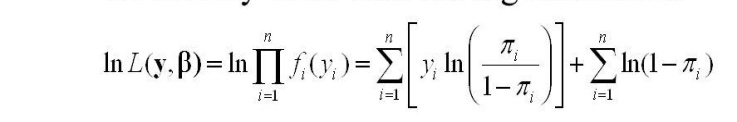 ln L(y, β) = ln ∏_{i=1}^{n} f_i(y_i) = ∑_{i=1}^{n} [ y_i ln ( π_i / (1 − π_i) ) ] + ∑_{i=1}^{n} ln(1 − π_i)